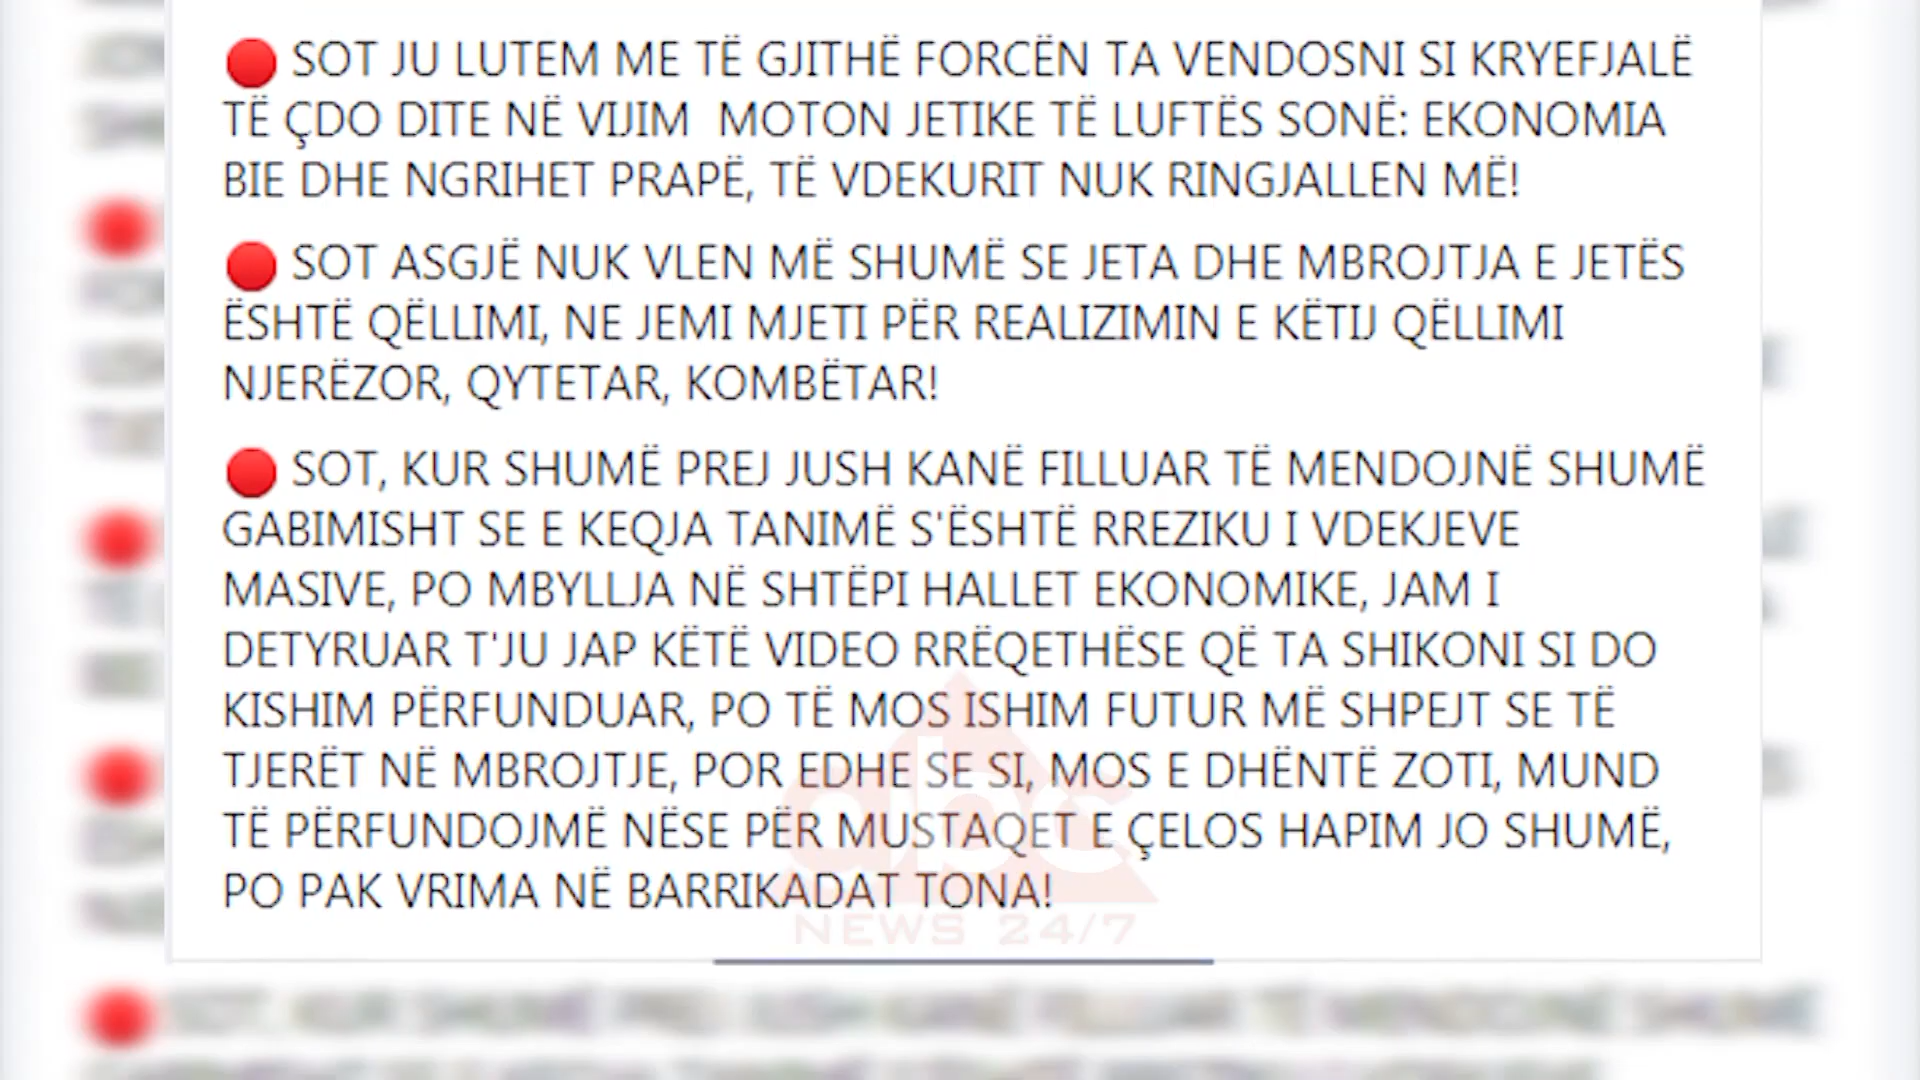 SOT JU LUTEM ME TË GJITHË FORCËN TA VENDOSNI SI KRYEFJALË
TË ÇDO DITE NË VIJIM MOTON JETIKE TË LUFTËS SONË: EKONOMIA
BIE DHE NGRIHET PRAPË, TË VDEKURIT NUK RINGJALLEN MË!
SOT ASGJË NUK VLEN MË SHUMË SE JETA DHE MBROJTJA E JETËS
ËSHTË QËLLIMI, NE JEMI MJETI PËR REALIZIMIN E KËTIJ QËLLIMI
NJERËZOR, QYTETAR, KOMBËTAR!
SOT, KUR SHUMË PREJ JUSH KANË FILLUAR TË MENDOJNË SHUMË
GABIMISHT SE E KEQJA TANIMË S'ËSHTË RREZIKU I VDEKJEVE
MASIVE, PO MBYLLJA NË SHTËPI HALLET EKONOMIKE, JAM I
DETYRUAR T'JU JAP KËTË VIDEO RRËQETHËSE QË TA SHIKONI SI DO
KISHIM PËRFUNDUAR, PO TË MOS ISHIM FUTUR MË SHPEJT SE TË
TJERËT NË MBROJTJE, POR EDHE SE SI, MOS E DHËNTË ZOTI, MUND
TË PËRFUNDOJMË NËSE PËR MUSTAQET E ÇELOS HAPIM JO SHUMË,
PO PAK VRIMA NË BARRIKADAT TONA!
abc
NEWS 24/7